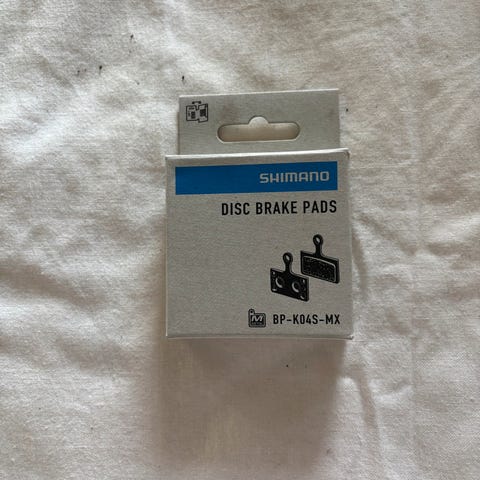 SHIMANO
DISC BRAKE PADS
M
BP-K04S-MX